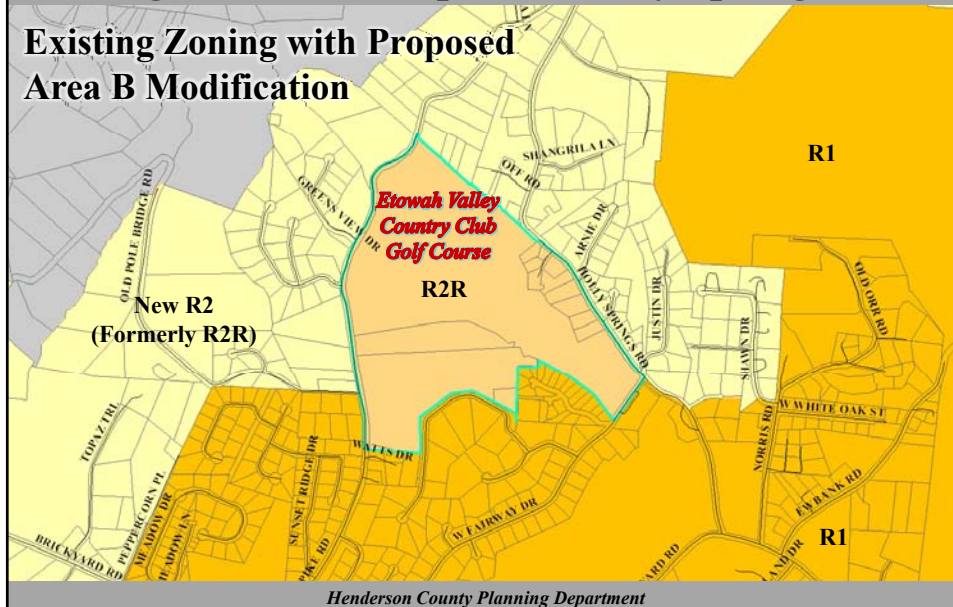 Existing Zoning with Proposed
Area B Modification
SHANGRILA LN
OFF RD
R1
GREENS VIEW DR
Etowah Valley
Country Club
Golf Course
ARNIE DR
R2R
OLD POLE BRIDGE RD
HOLLY SPRINGS RD
JUSTIN DR
OLD ORR RD
New R2
(Formerly R2R)
SHAWN DR
W WHITE OAK ST
NORRIS RD
TOPAZ TRL
WATTS DR
SUNSET RIDGE DR
PEPPERCORN PL
MEADOW DR
W FAIRWAY DR
EWBANK RD
R1
BRICKYARD RD
Henderson County Planning Department